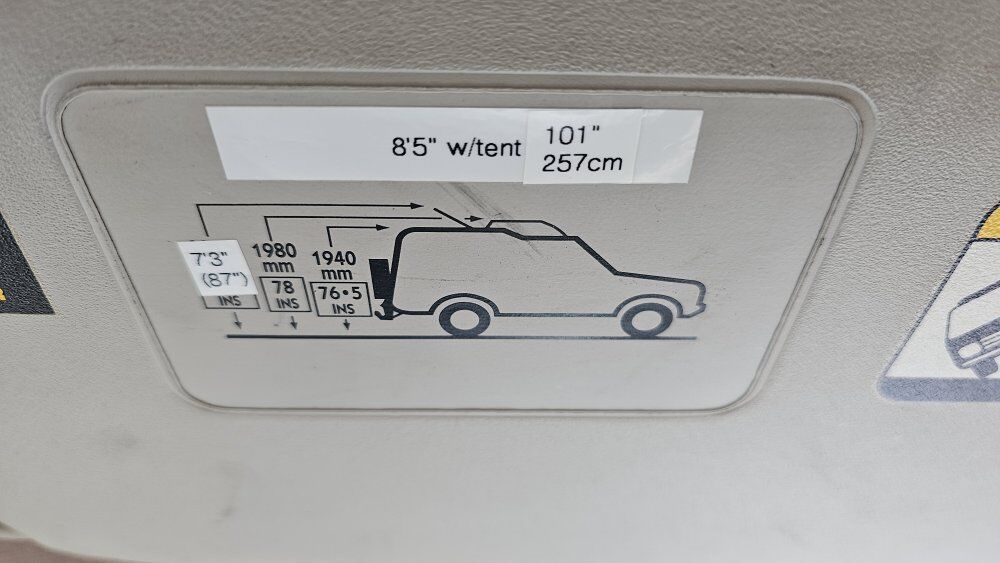 8'5" w/tent
101"
257cm
7'3"
(87")
INS
1980
mm
78
INS
1940
mm
76·5
INS